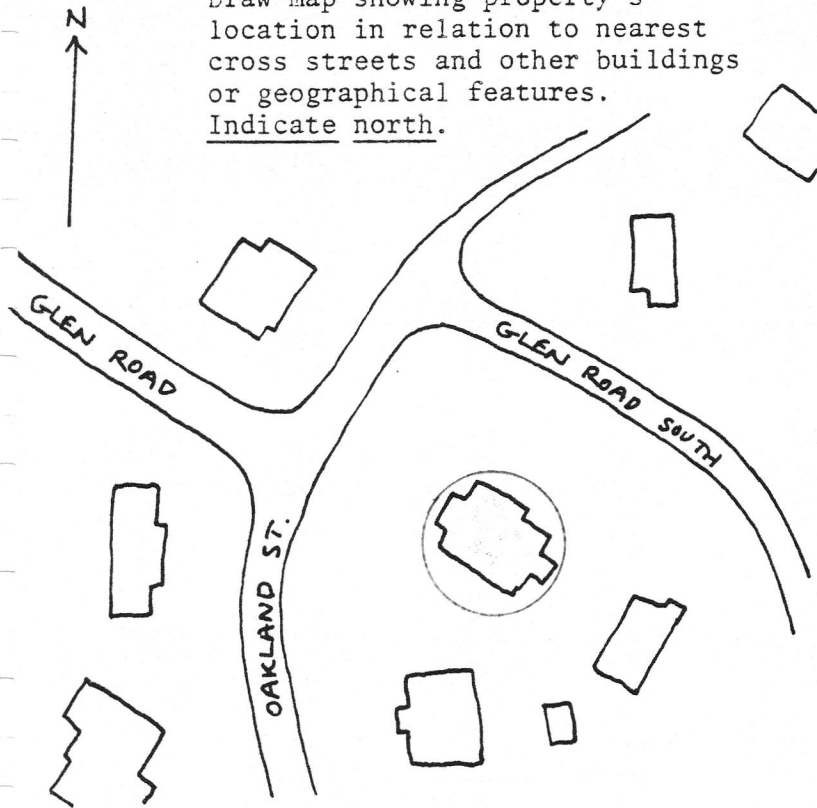 N
Draw map showing property's
location in relation to nearest
cross streets and other buildings
or geographical features.
Indicate north.
GLEN ROAD
GLEN ROAD SOUTH
OAKLAND ST.